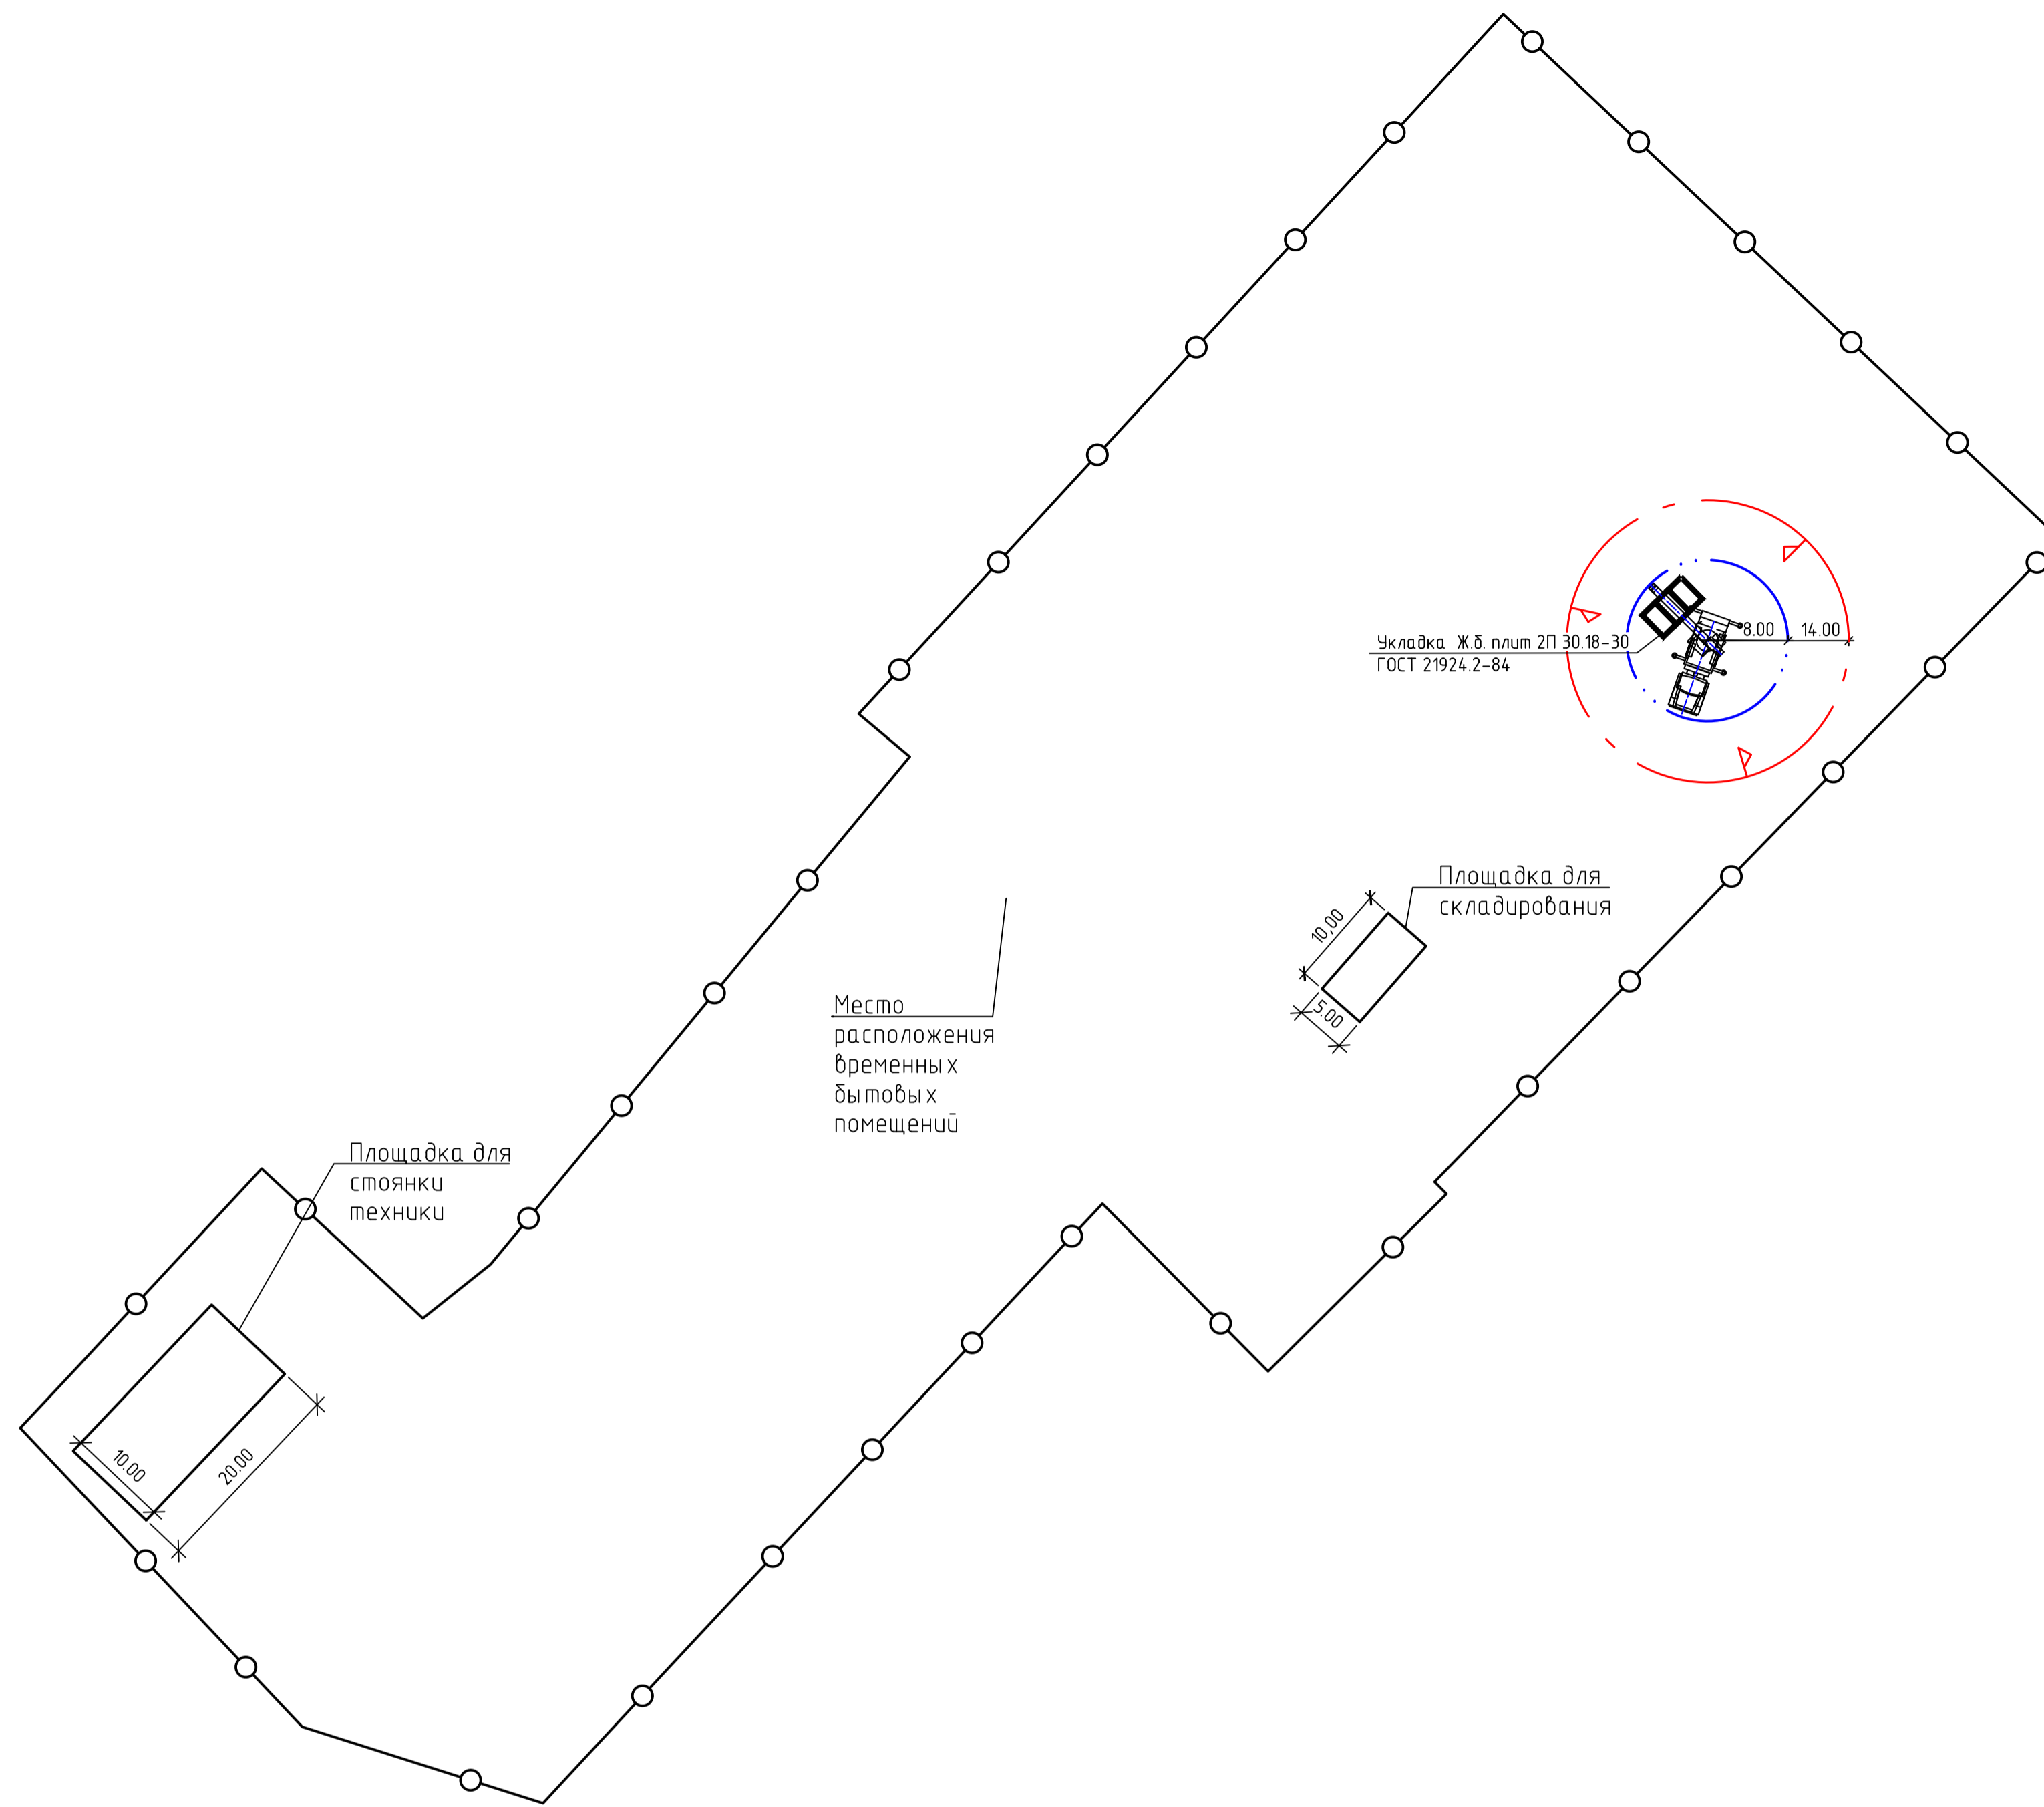 8.00
14.00
Укладка Ж.б. плит 2П 30.18-30
ГОСТ 21924.2-84
Площадка для
складирования
10,00
5.00
Место
расположения
временных
бытовых
помещений
Площадка для
стоянки
техники
10.00
20.00